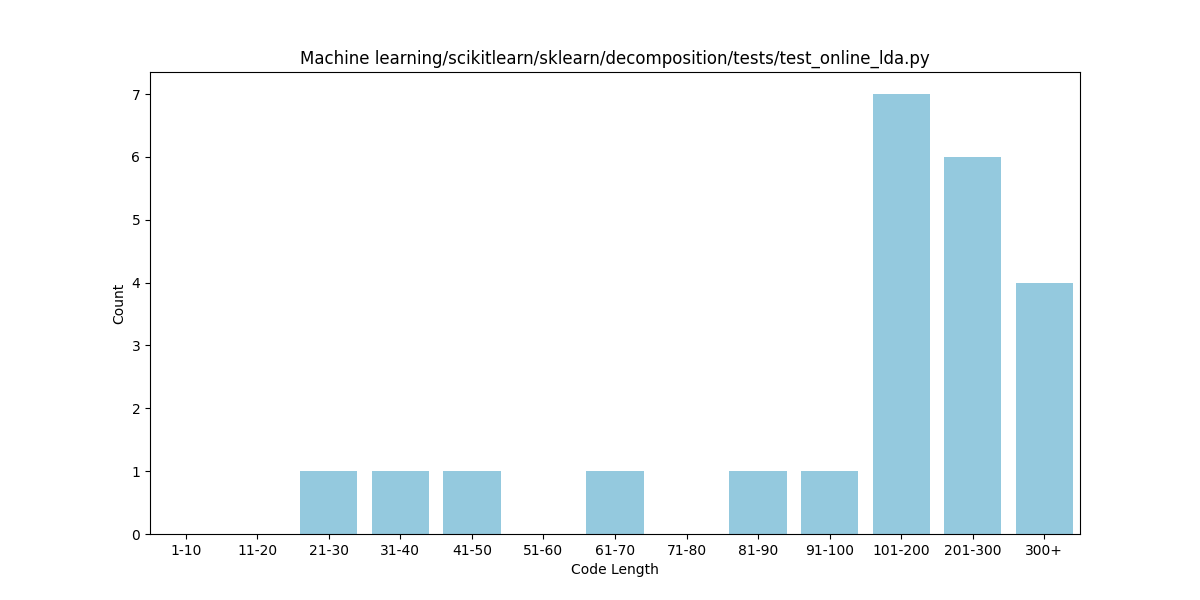 Machine learning/scikitlearn/sklearn/decomposition/tests/test_online_lda.py
7
6
5
4
3
2
1
0
Count
1-10 11-20 21-30 31-40 41-50 51-60 61-70 71-80 81-90 91-100 101-200 201-300 300+
Code Length